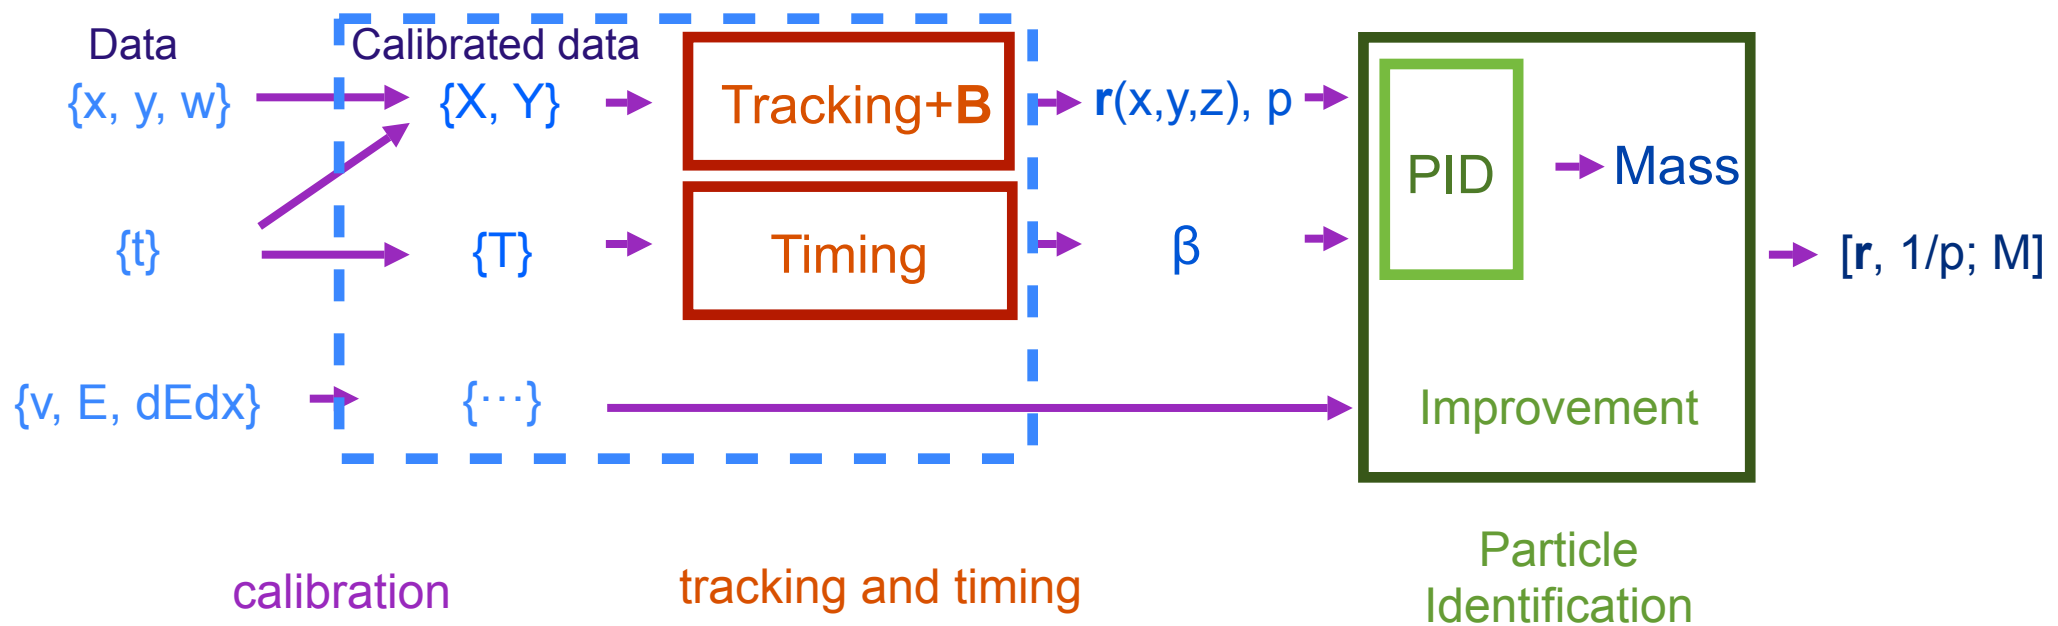 Data
Calibrated data
{x, y, w}
{X, Y}
Tracking+B
r(x,y,z), p
PID
Mass
{t}
{T}
Timing
β
[r, 1/p; M]
{v, E, dEdx}
{⋯}
Improvement
calibration
tracking and timing
Particle
Identification